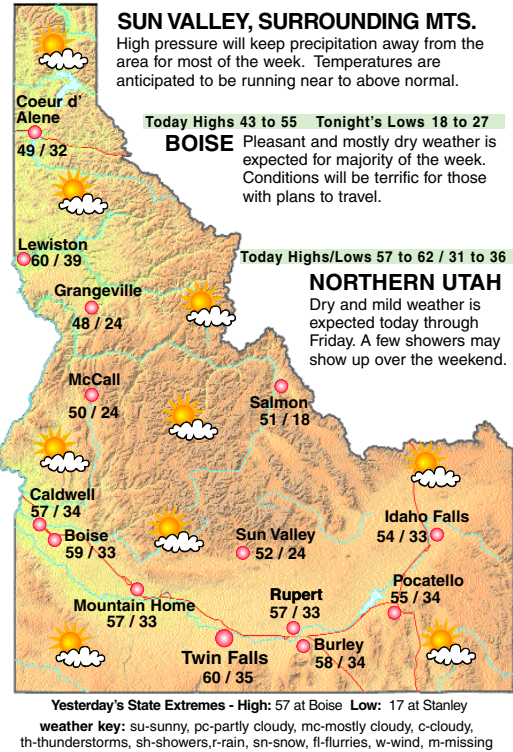 SUN VALLEY, SURROUNDING MTS.
High pressure will keep precipitation away from the
area for most of the week. Temperatures are
anticipated to be running near to above normal.
Today Highs 43 to 55 Tonight's Lows 18 to 27
BOISE
Pleasant and mostly dry weather is
expected for majority of the week.
Conditions will be terrific for those
with plans to travel.
Today Highs/Lows 57 to 62 / 31 to 36
NORTHERN UTAH
Dry and mild weather is
expected today through
Friday. A few showers may
show up over the weekend.
Coeur d'
Alene
49 / 32
Lewiston
60 / 39
Grangeville
48 / 24
McCall
50 / 24
Salmon
51 / 18
Caldwell
57 / 34
Boise
59 / 33
Sun Valley
52 / 24
Idaho Falls
54 / 33
Mountain Home
57 / 33
Rupert
57 / 33
Pocatello
55 / 34
Twin Falls
60 / 35
Burley
58 / 34
Yesterday's State Extremes - High: 57 at Boise Low: 17 at Stanley
weather key: su-sunny, pc-partly cloudy, mc-mostly cloudy, c-cloudy,
th-thunderstorms, sh-showers,r-rain, sn-snow, fl-flurries, w-wind, m-missing